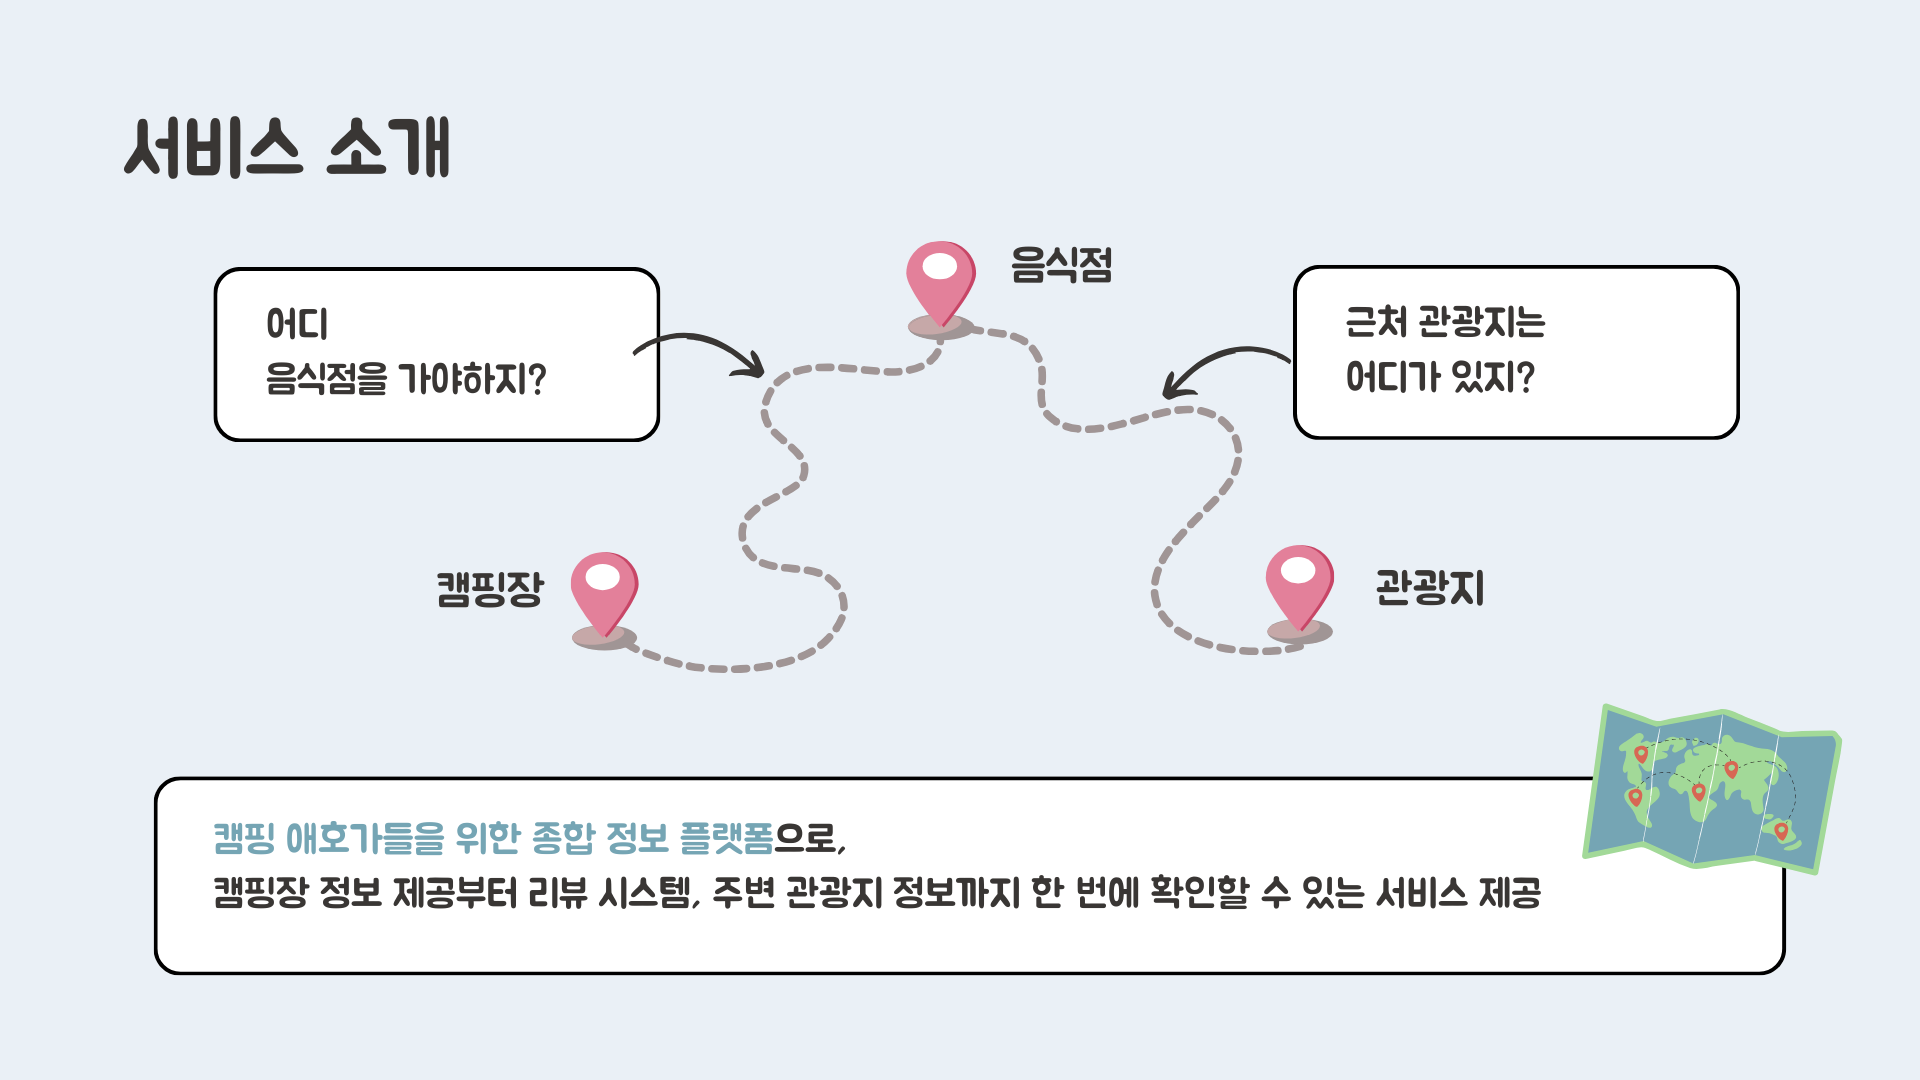 서비스 소개
어디
음식점을 가야하지?
음식점
근처 관광지는
어디가 있지?
캠핑장
관광지
캠핑 애호가들을 위한 종합 정보 플랫폼으로,
캠핑장 정보 제공부터 리뷰 시스템, 주변 관광지 정보까지 한 번에 확인할 수 있는 서비스 제공